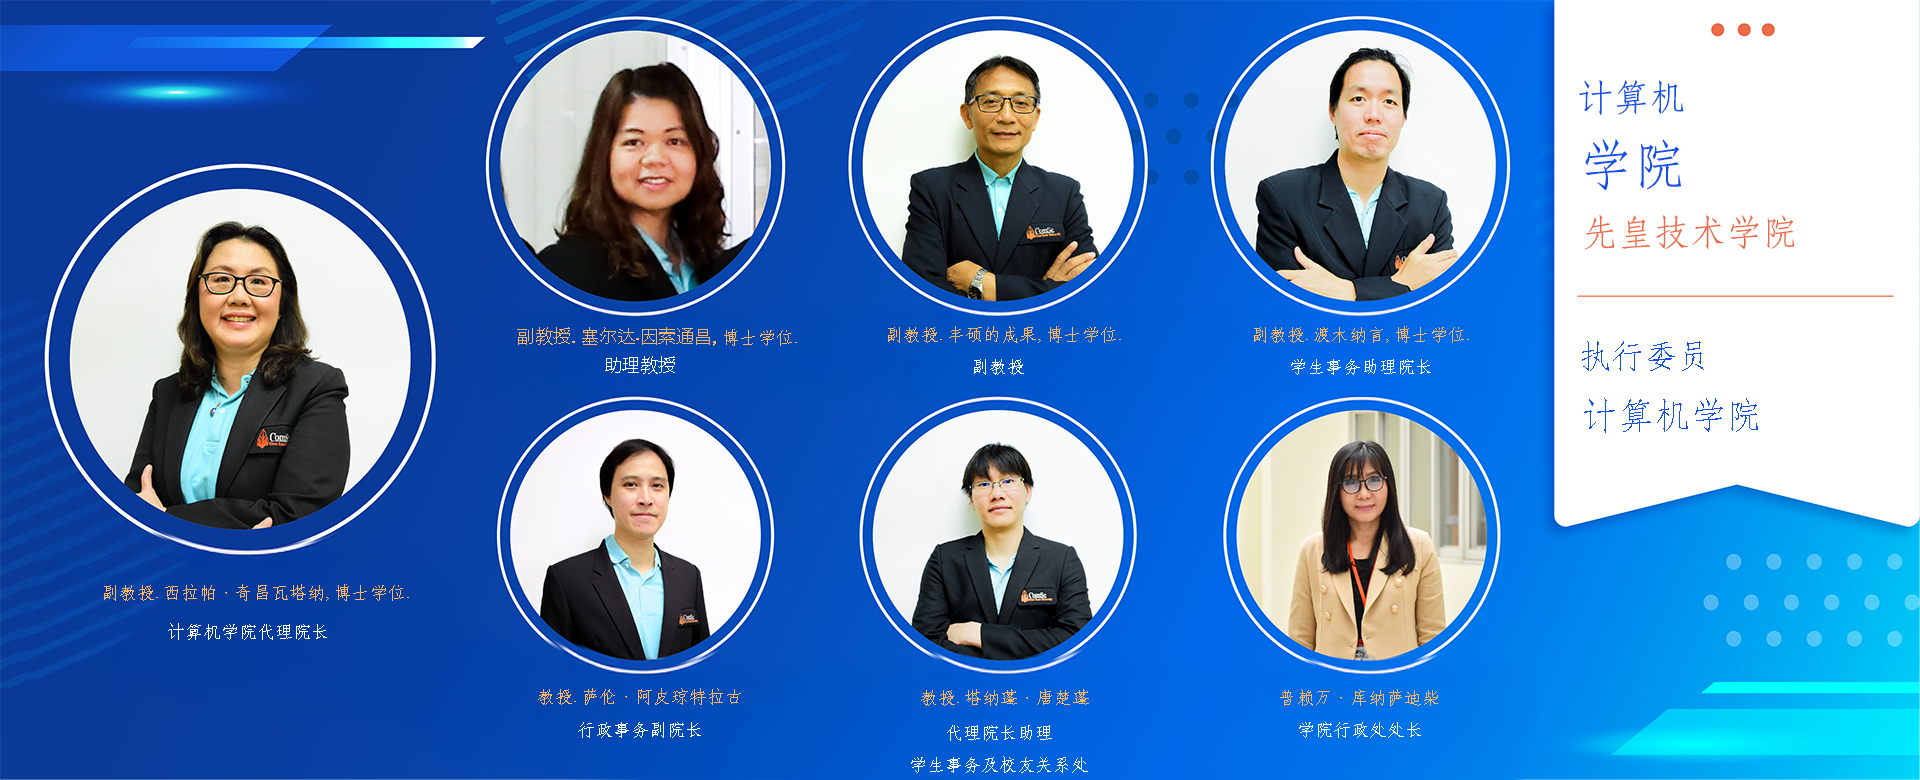 计算机
学院
先皇技术学院
执行委员
计算机学院
副教授. 西拉帕·奇昌瓦塔纳, 博士学位.
计算机学院代理院长
副教授. 塞尔达·因索通昌, 博士学位.
助理教授
副教授. 丰硕的成果, 博士学位.
副教授
副教授. 渡木纳言, 博士学位.
学生事务助理院长
教授. 萨伦·阿皮琼特拉古
行政事务副院长
教授. 塔纳蓬·唐楚蓬
代理院长助理
学生事务及校友关系处
普赖万·库纳萨迪柴
学院行政处处长
ComSc
ComSc
ComSc